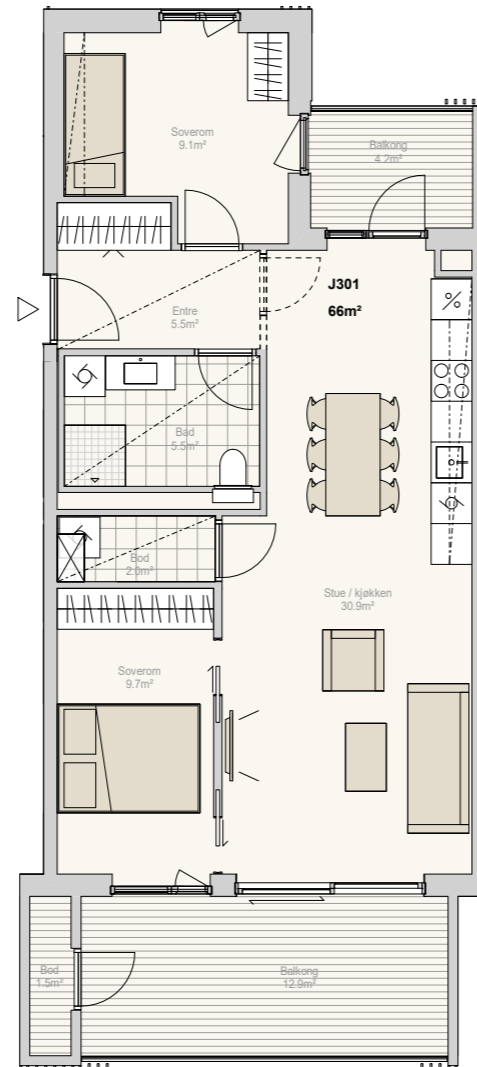 Soverom
9.1m²
Balkong
4.2m²
J301
66m²
%
Entre
5.5m²
Bad
5.5m²
Bod
2.0m²
Stue / kjøkken
30.9m²
Soverom
9.7m²
Bod
1.5m²
Balkong
12.9m²